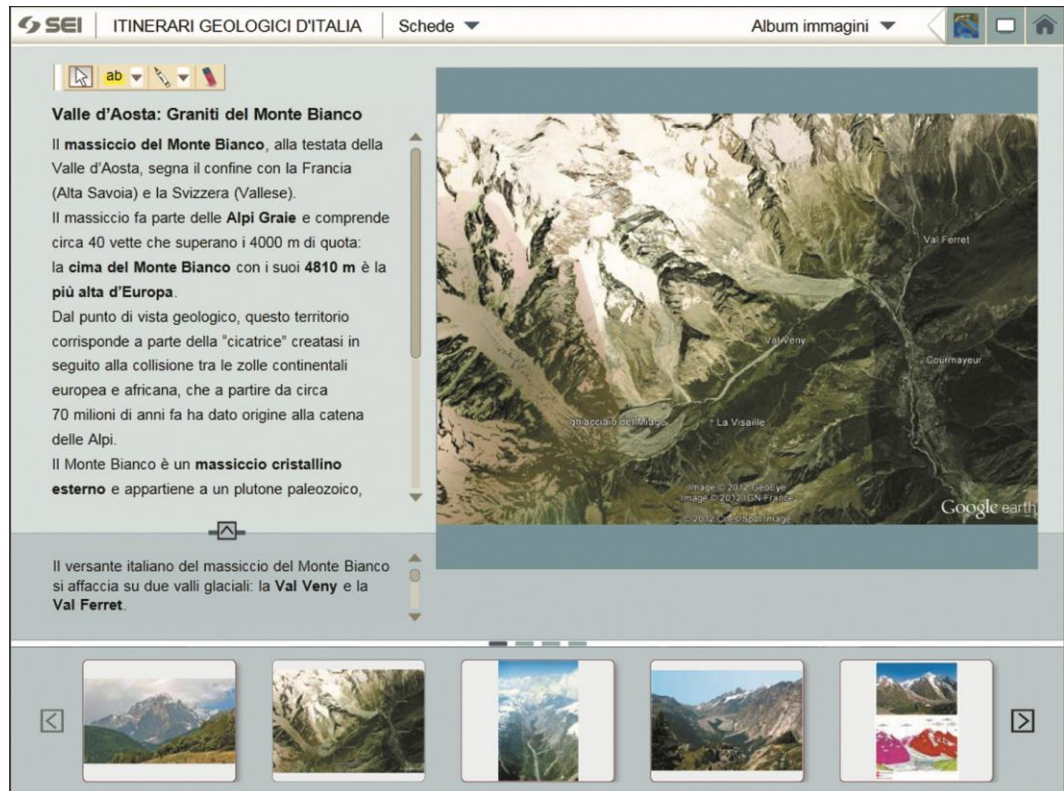 SEI
ITINERARI GEOLOGICI D'ITALIA
Schede
Album immagini
ab
Valle d'Aosta: Graniti del Monte Bianco
Il massiccio del Monte Bianco, alla testata della
Valle d'Aosta, segna il confine con la Francia
(Alta Savoia) e la Svizzera (Vallese).
Il massiccio fa parte delle Alpi Graie e comprende
circa 40 vette che superano i 4000 m di quota:
la cima del Monte Bianco con i suoi 4810 m è la
più alta d'Europa.
Dal punto di vista geologico, questo territorio
corrisponde a parte della "cicatrice" creatasi in
seguito alla collisione tra le zolle continentali
europea e africana, che a partire da circa
70 milioni di anni fa ha dato origine alla catena
delle Alpi.
Il Monte Bianco è un massiccio cristallino
esterno e appartiene a un plutone paleozoico,
Il versante italiano del massiccio del Monte Bianco
si affaccia su due valli glaciali: la Val Veny e la
Val Ferret.
Val Ferret
Val Veny
Courmayeur
ghiacciaio del Miage
La Visaille
Image © 2012 GeoEye
Image © 2012 IGN-France
© 2012 Cnes/Spot Image
Google earth